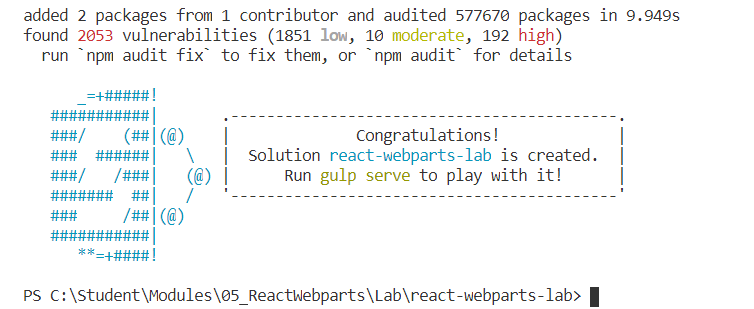 added 2 packages from 1 contributor and audited 577670 packages in 9.949s
found 2053 vulnerabilities (1851 low, 10 moderate, 192 high)
  run `npm audit fix` to fix them, or `npm audit` for details

      _=+#####!
   ###########|       .-----------------------------------------.
   ###/    (##|(@)    |              Congratulations!             |
   ###  ######|   \   |  Solution react-webparts-lab is created.  |
   ###/   /###|   (@) |      Run gulp serve to play with it!      |
   #######  ##|   /   '-----------------------------------------'
   ###     /##|(@)
   ###########|
      **=+####!

PS C:\Student\Modules\05_ReactWebparts\Lab\react-webparts-lab>